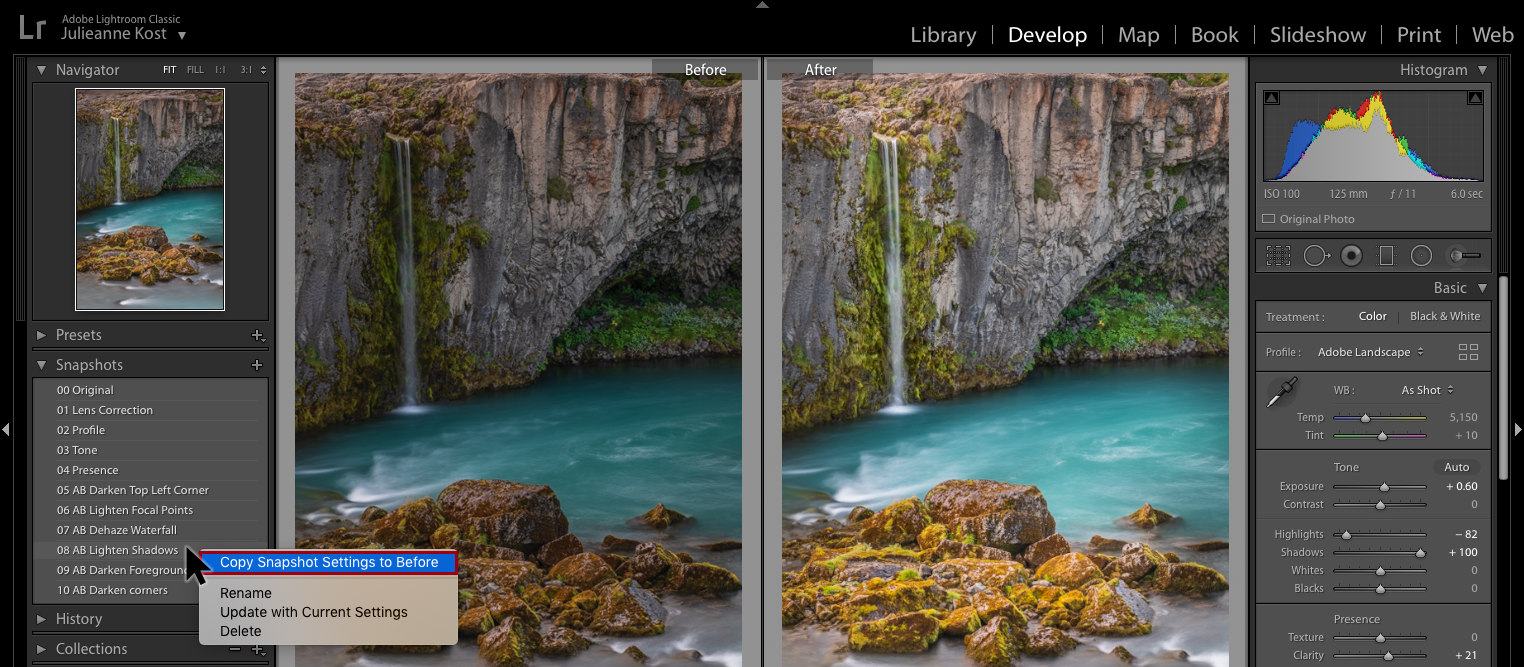 Lr
Adobe Lightroom Classic
Julieanne Kost
Library | Develop | Map | Book | Slideshow | Print | Web
Navigator FIT FILL 1:1 3:1
Before
After
Histogram
ISO 100 125 mm ƒ / 11 6.0 sec
Original Photo
Basic
Treatment : Color Black & White
Profile : Adobe Landscape
WB : As Shot
Temp 5,150
Tint + 10
Tone Auto
Exposure + 0.60
Contrast 0
Highlights − 82
Shadows + 100
Whites 0
Blacks 0
Presence
Texture 0
Clarity + 21
Presets
Snapshots
00 Original
01 Lens Correction
02 Profile
03 Tone
04 Presence
05 AB Darken Top Left Corner
06 AB Lighten Focal Points
07 AB Dehaze Waterfall
08 AB Lighten Shadows
09 AB Darken Foreground
10 AB Darken corners
Copy Snapshot Settings to Before
Rename
Update with Current Settings
Delete
History
Collections